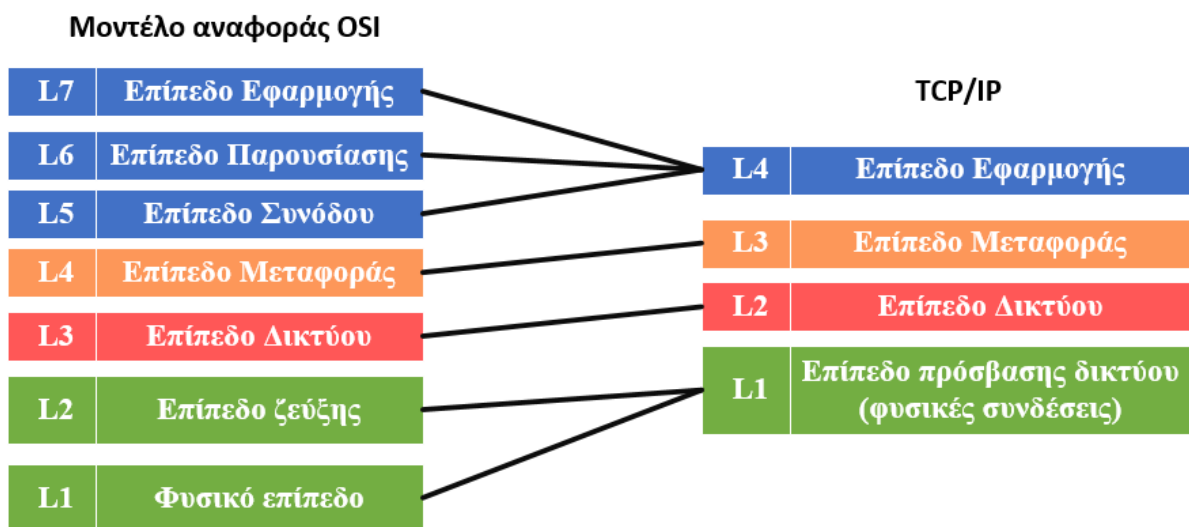 Μοντέλο αναφοράς OSI
L7 Επίπεδο Εφαρμογής
L6 Επίπεδο Παρουσίασης
L5 Επίπεδο Συνόδου
L4 Επίπεδο Μεταφοράς
L3 Επίπεδο Δικτύου
L2 Επίπεδο ζεύξης
L1 Φυσικό επίπεδο
TCP/IP
L4 Επίπεδο Εφαρμογής
L3 Επίπεδο Μεταφοράς
L2 Επίπεδο Δικτύου
L1 Επίπεδο πρόσβασης δικτύου
(φυσικές συνδέσεις)